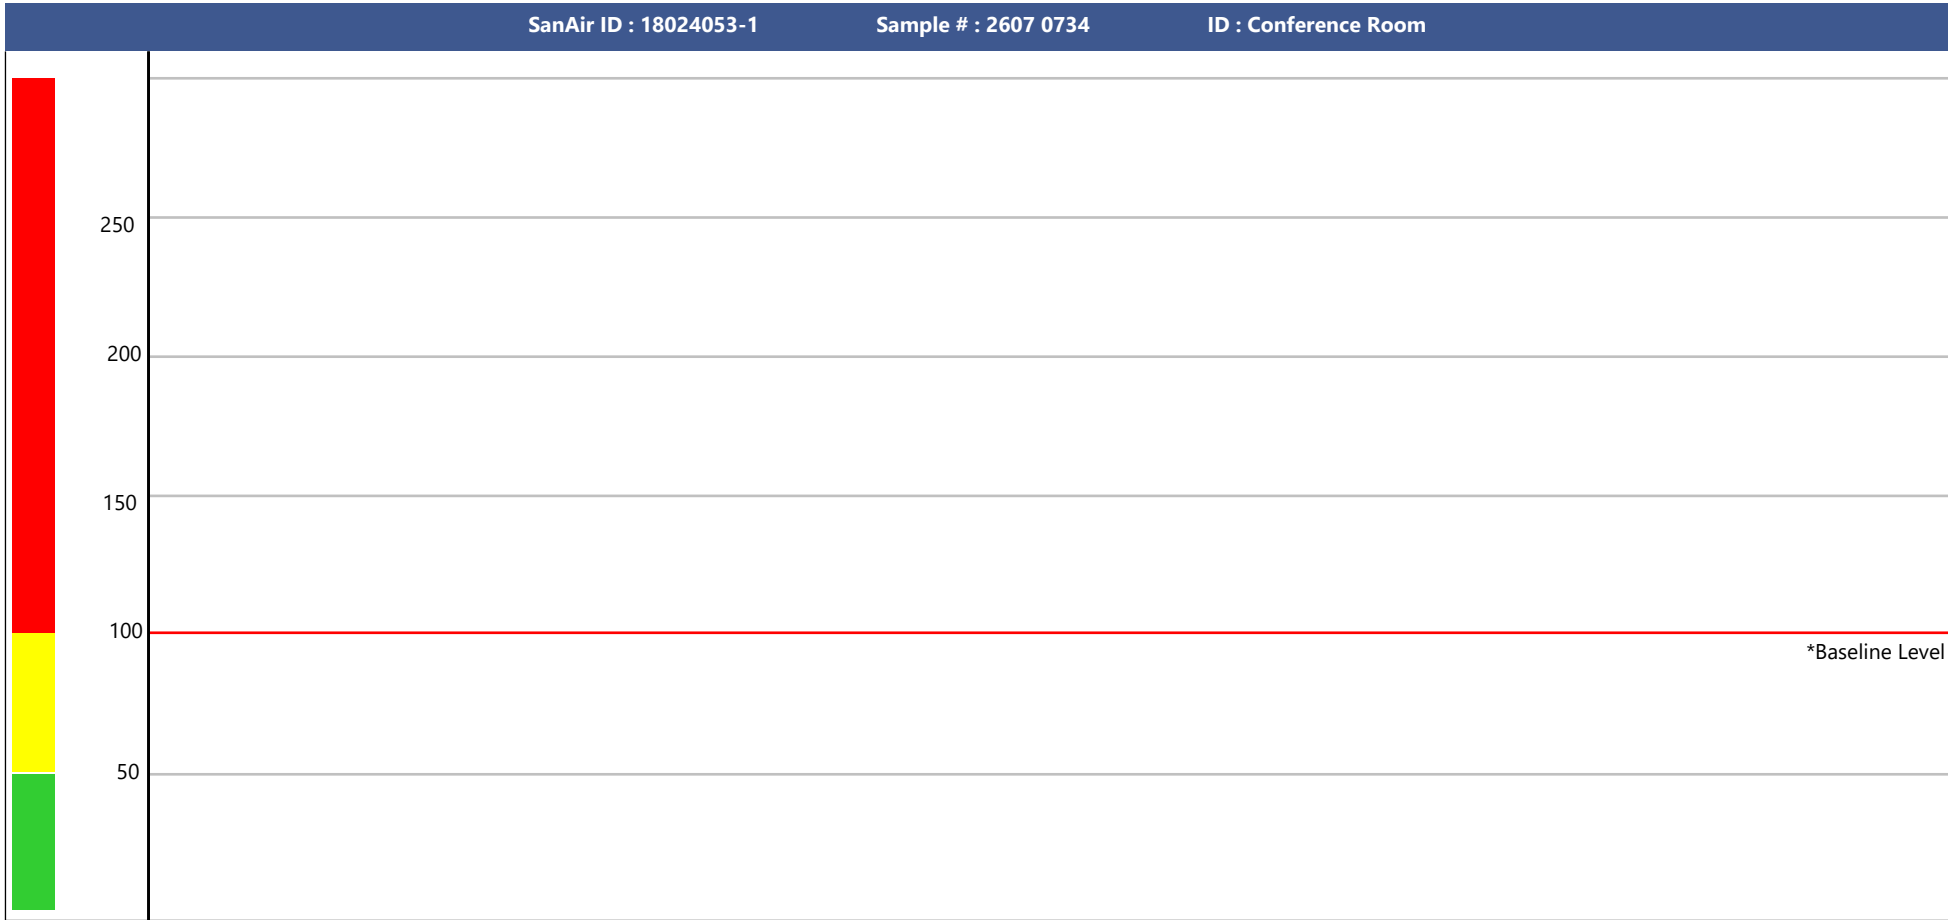 SanAir ID : 18024053-1 Sample # : 2607 0734 ID : Conference Room
250
200
150
100
*Baseline Level
50